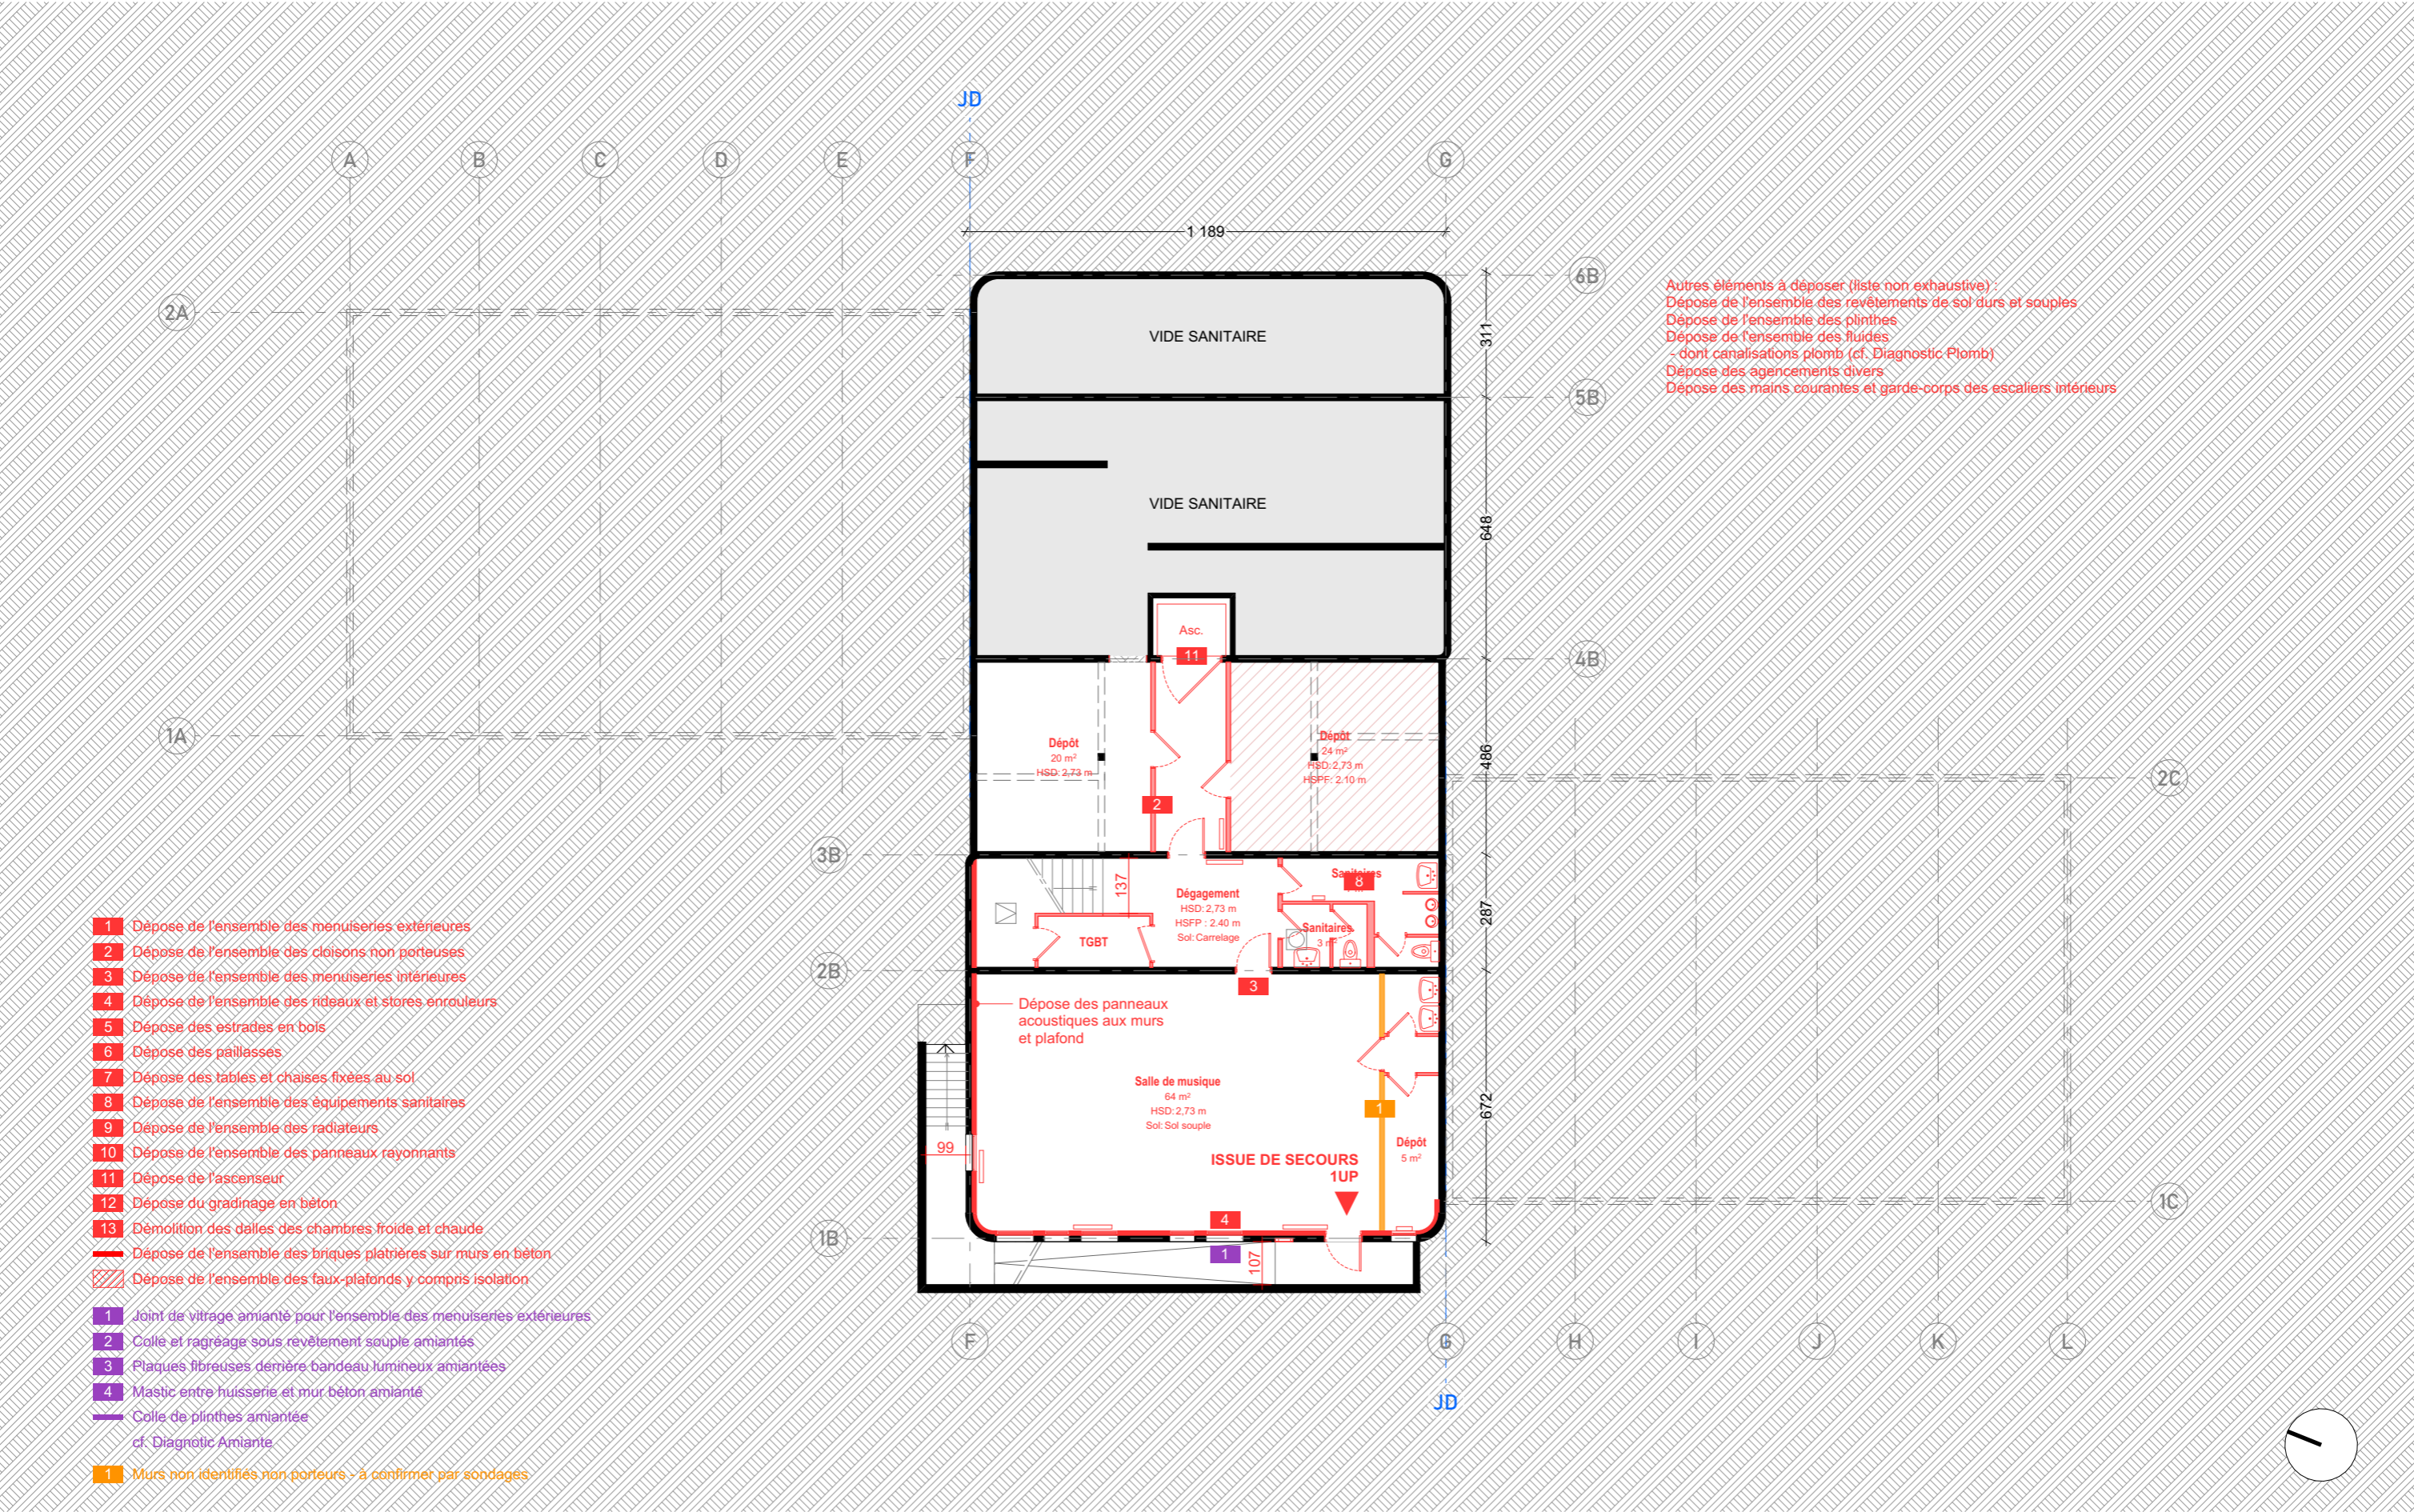 JD
A
B
C
D
E
F
G
1 189
6B
2A
311
VIDE SANITAIRE
Autres éléments à déposer (liste non exhaustive) :
Dépose de l'ensemble des revêtements de sol durs et souples
Dépose de l'ensemble des plinthes
Dépose de l'ensemble des fluides
- dont canalisations plomb (cf. Diagnostic Plomb)
Dépose des agencements divers
Dépose des mains courantes et garde-corps des escaliers intérieurs
5B
VIDE SANITAIRE
648
Asc.
11
4B
1A
Dépôt
20 m²
HSD: 2,73 m
Dépôt
24 m²
HSD: 2,73 m
HSPF: 2.10 m
486
2C
2
3B
137
Dégagement
HSD: 2,73 m
HSFP : 2.40 m
Sol: Carrelage
Sanitaires
8
Sanitaires
3 m²
TGBT
287
2B
3
Dépose des panneaux
acoustiques aux murs
et plafond
Salle de musique
64 m²
HSD: 2,73 m
Sol: Sol souple
1
672
Dépôt
5 m²
99
ISSUE DE SECOURS
1UP
1C
4
1B
1
107
1 Dépose de l'ensemble des menuiseries extérieures
2 Dépose de l'ensemble des cloisons non porteuses
3 Dépose de l'ensemble des menuiseries intérieures
4 Dépose de l'ensemble des rideaux et stores enrouleurs
5 Dépose des estrades en bois
6 Dépose des paillasses
7 Dépose des tables et chaises fixées au sol
8 Dépose de l'ensemble des équipements sanitaires
9 Dépose de l'ensemble des radiateurs
10 Dépose de l'ensemble des panneaux rayonnants
11 Dépose de l'ascenseur
12 Dépose du gradinage en béton
13 Démolition des dalles des chambres froide et chaude
Dépose de l'ensemble des briques platrières sur murs en béton
Dépose de l'ensemble des faux-plafonds y compris isolation
1 Joint de vitrage amianté pour l'ensemble des menuiseries extérieures
2 Colle et ragréage sous revêtement souple amiantés
3 Plaques fibreuses derrière bandeau lumineux amiantées
4 Mastic entre huisserie et mur béton amianté
Colle de plinthes amiantée
cf. Diagnotic Amiante
1 Murs non identifiés non porteurs - à confirmer par sondages
F
G
H
I
J
K
L
JD